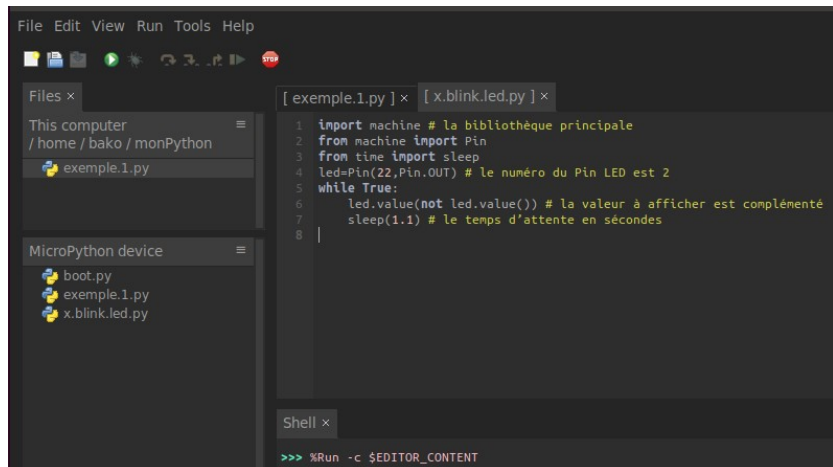 File Edit View Run Tools Help
STOP
Files ×
This computer
/ home / bako / monPython
exemple.1.py
MicroPython device
boot.py
exemple.1.py
x.blink.led.py
[ exemple.1.py ] × [ x.blink.led.py ] ×
1 import machine # la bibliothèque principale
2 from machine import Pin
3 from time import sleep
4 led=Pin(22,Pin.OUT) # le numéro du Pin LED est 2
5 while True:
6 led.value(not led.value()) # la valeur à afficher est complémenté
7 sleep(1.1) # le temps d’attente en sécondes
8
Shell ×
>>> %Run -c $EDITOR_CONTENT